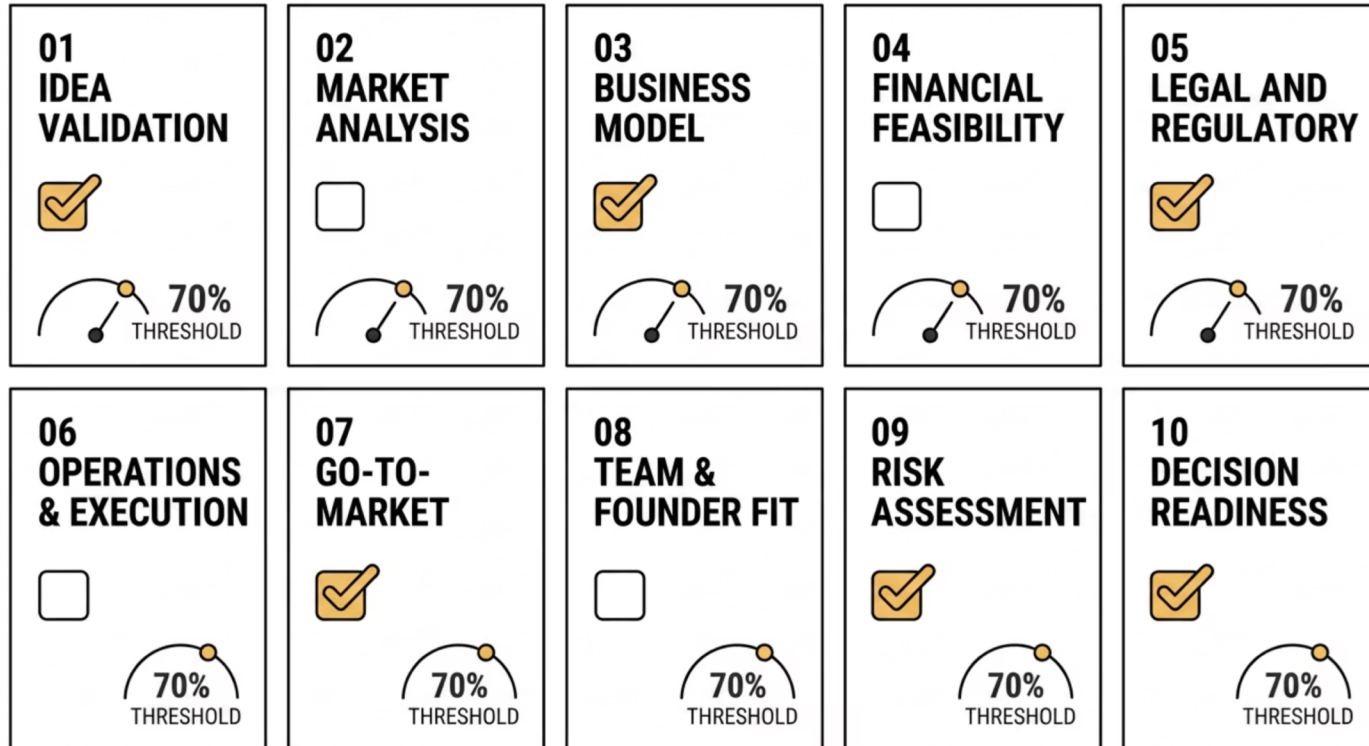 01
IDEA
VALIDATION
70%
THRESHOLD
02
MARKET
ANALYSIS
70%
THRESHOLD
03
BUSINESS
MODEL
70%
THRESHOLD
04
FINANCIAL
FEASIBILITY
70%
THRESHOLD
05
LEGAL AND
REGULATORY
70%
THRESHOLD
06
OPERATIONS
& EXECUTION
70%
THRESHOLD
07
GO-TO-
MARKET
70%
THRESHOLD
08
TEAM &
FOUNDER FIT
70%
THRESHOLD
09
RISK
ASSESSMENT
70%
THRESHOLD
10
DECISION
READINESS
70%
THRESHOLD